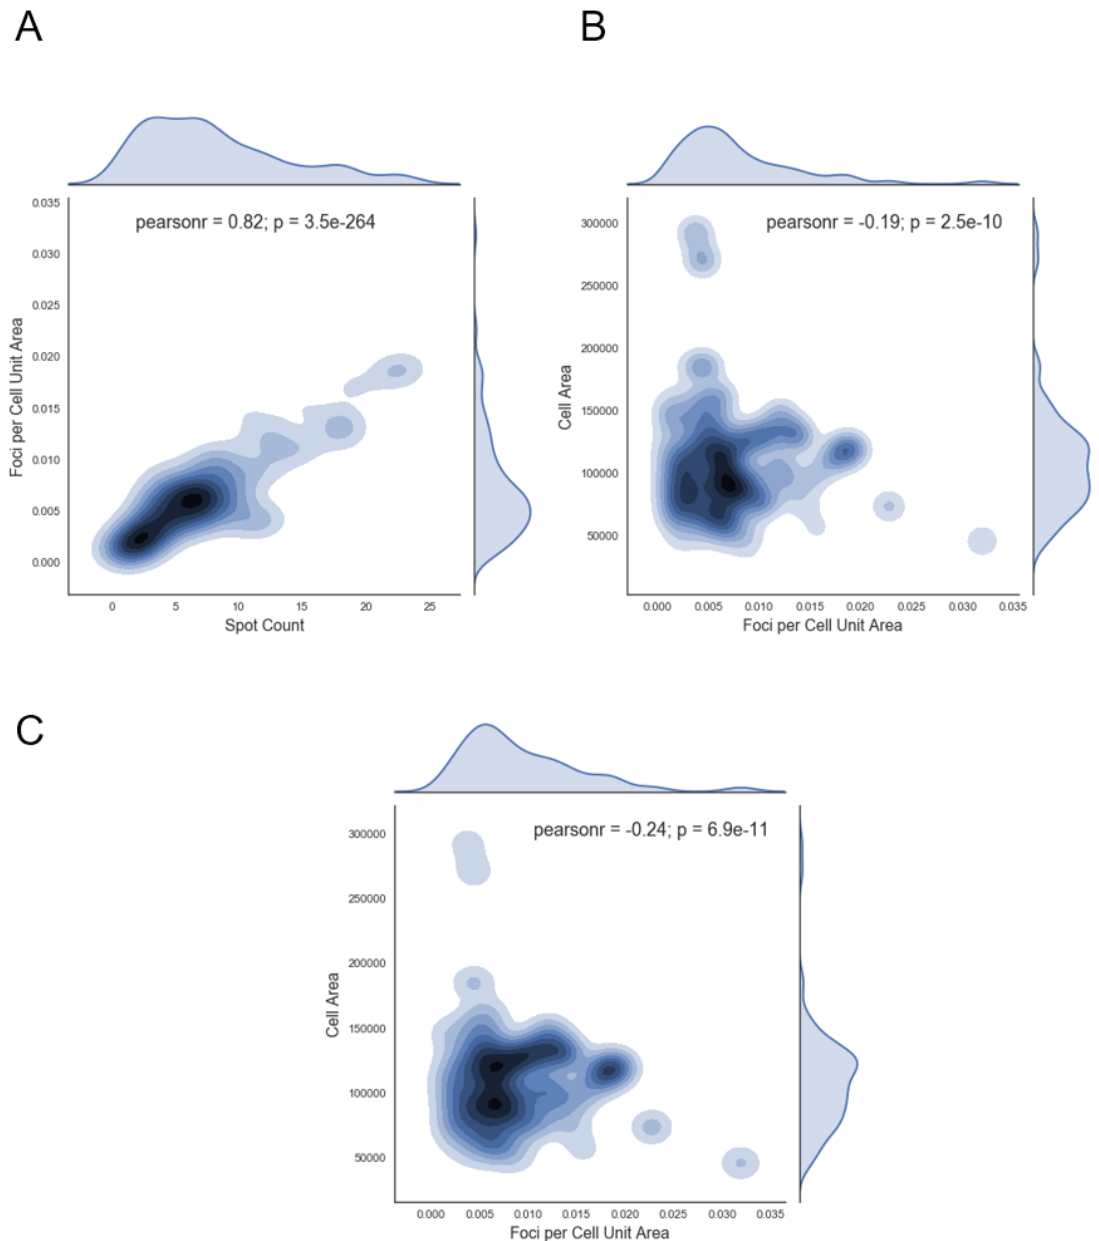 A
B
pearsonr = 0.82; p = 3.5e-264
0.035
0.030
0.025
0.020
0.015
0.010
0.005
0.000
Foci per Cell Unit Area
0 5 10 15 20 25
Spot Count
pearsonr = -0.19; p = 2.5e-10
300000
250000
200000
150000
100000
50000
Cell Area
0.000 0.005 0.010 0.015 0.020 0.025 0.030 0.035
Foci per Cell Unit Area
C
pearsonr = -0.24; p = 6.9e-11
300000
250000
200000
150000
100000
50000
Cell Area
0.000 0.005 0.010 0.015 0.020 0.025 0.030 0.035
Foci per Cell Unit Area